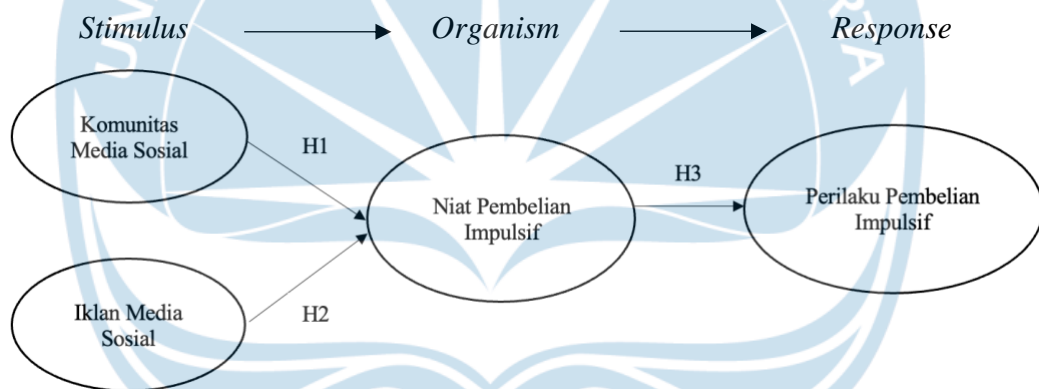 Stimulus Organism Response
Komunitas
Media Sosial
H1
Niat Pembelian
Impulsif
H3
Perilaku Pembelian
Impulsif
Iklan Media
Sosial
H2